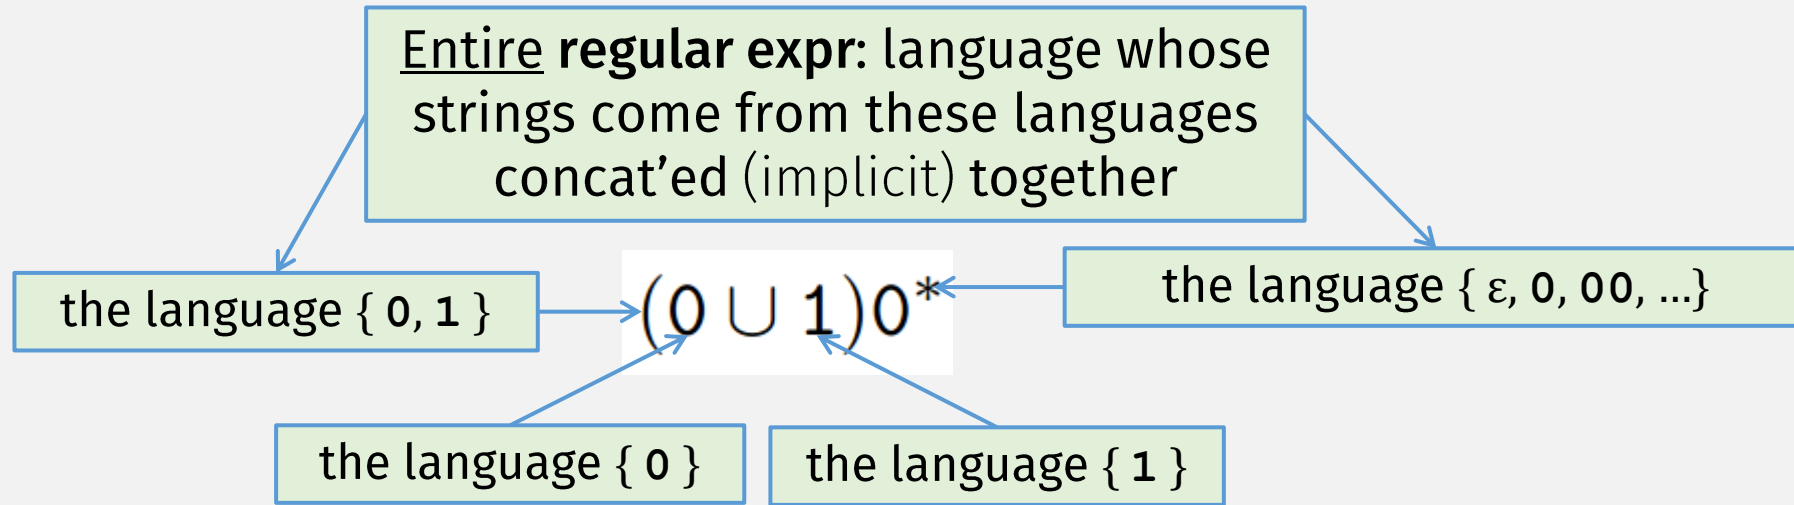 Entire regular expr: language whose
strings come from these languages
concat’ed (implicit) together
the language { 0, 1 }
(0 ∪ 1)0*
the language { ε, 0, 00, ...}
the language { 0 }
the language { 1 }